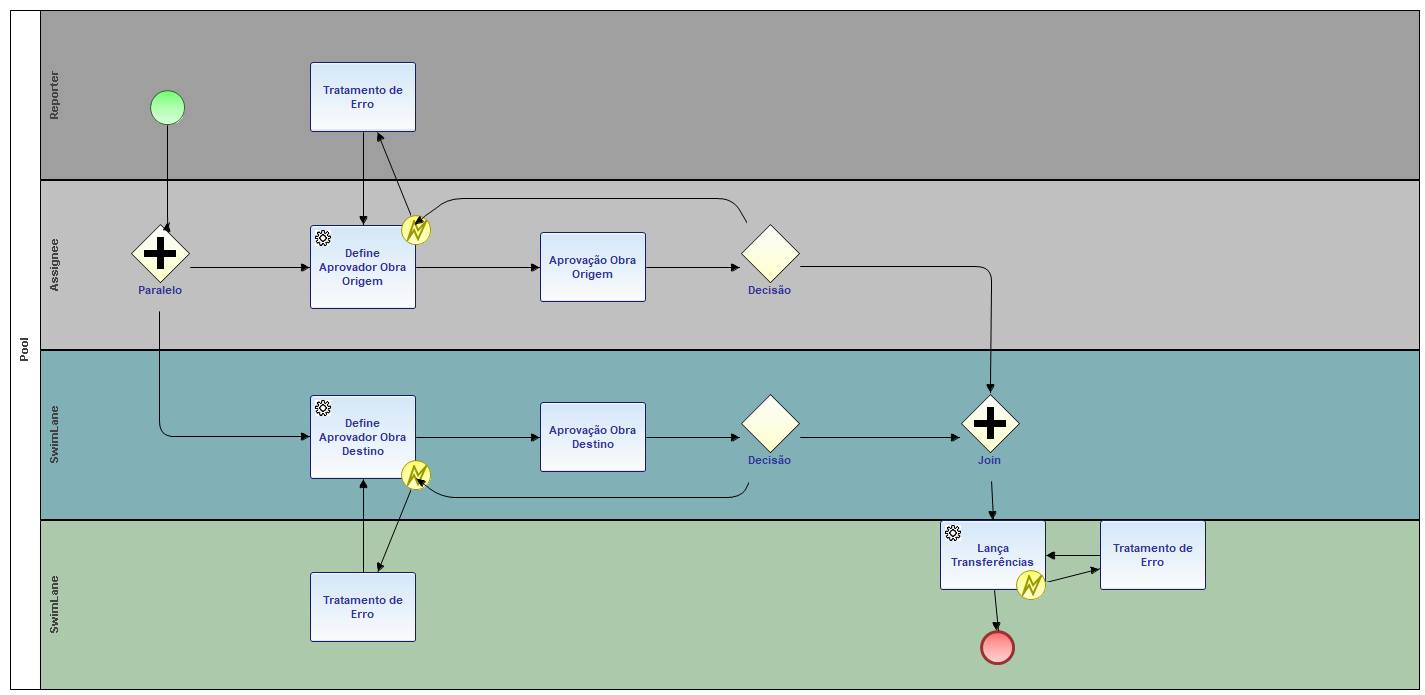 Pool
Reporter
Tratamento de
Erro
Assignee
Paralelo
Define
Aprovador Obra
Origem
Aprovação Obra
Origem
Decisão
SwimLane
Define
Aprovador Obra
Destino
Aprovação Obra
Destino
Decisão
Join
SwimLane
Tratamento de
Erro
Lança
Transferências
Tratamento de
Erro